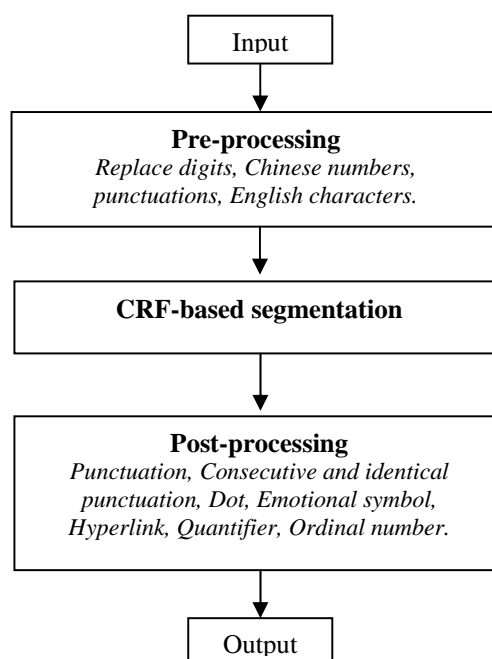 Input
Pre-processing
Replace digits, Chinese numbers,
punctuations, English characters.
CRF-based segmentation
Post-processing
Punctuation, Consecutive and identical
punctuation, Dot, Emotional symbol,
Hyperlink, Quantifier, Ordinal number.
Output